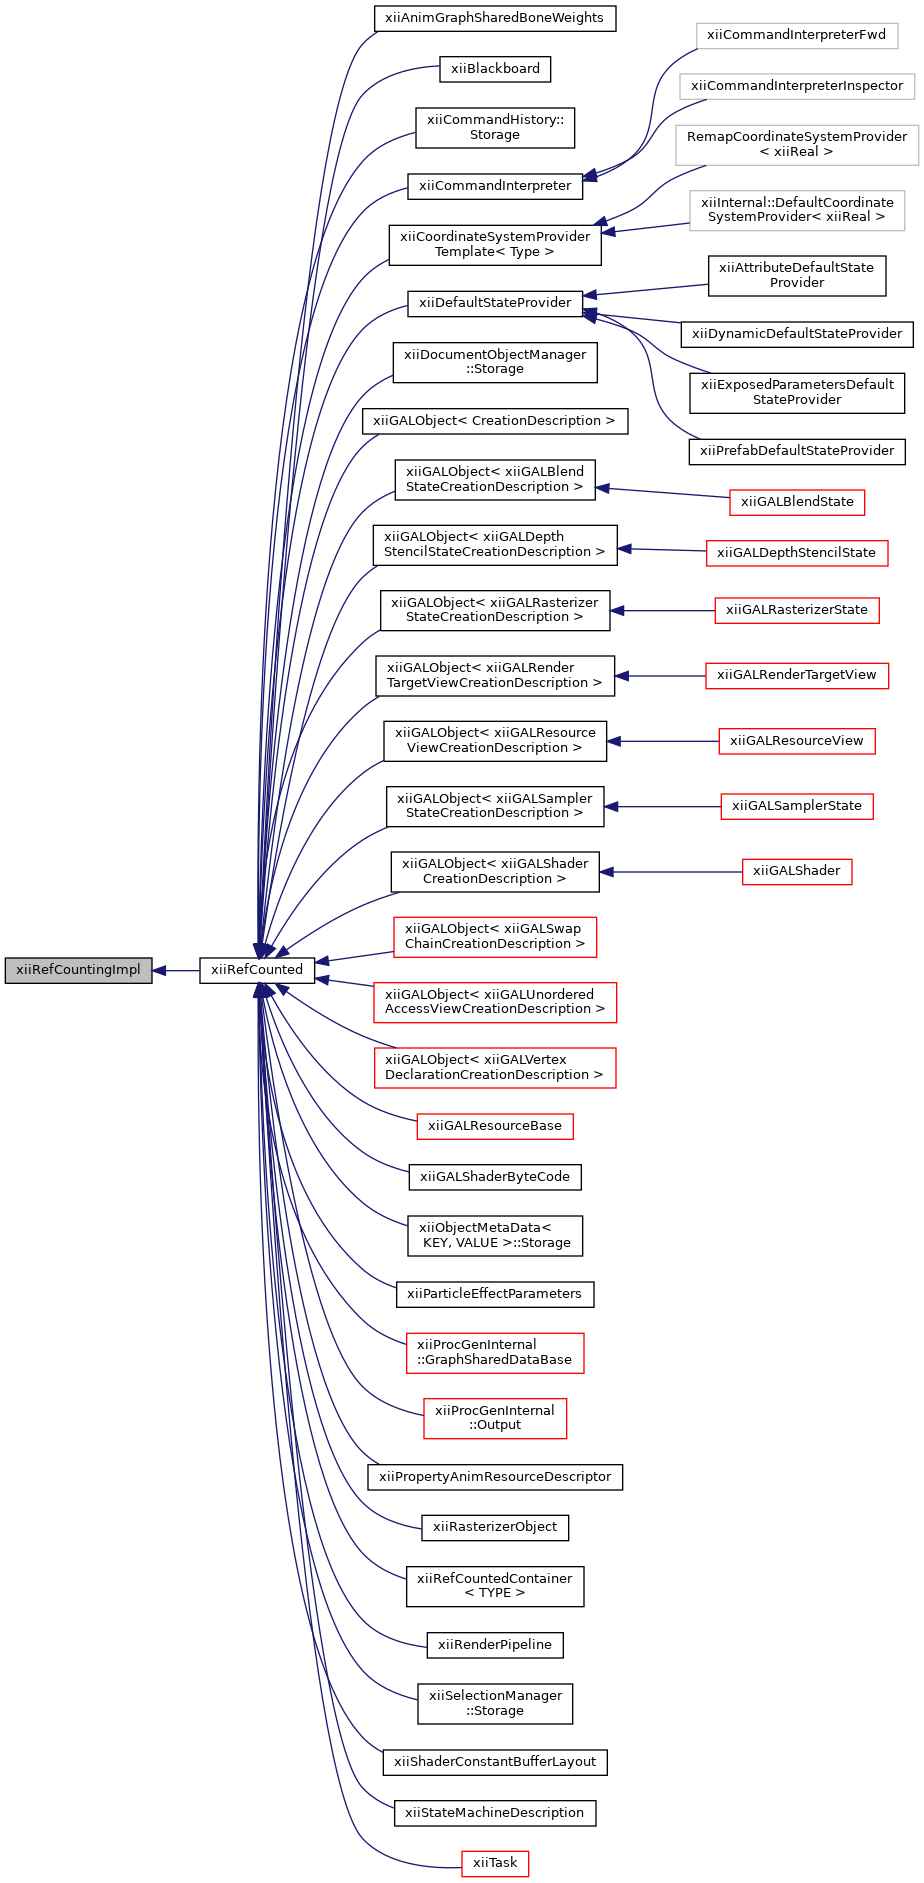 xiiRefCountingImpl
xiiRefCounted
xiiAnimGraphSharedBoneWeights
xiiBlackboard
xiiCommandHistory::
Storage
xiiCommandInterpreter
xiiCommandInterpreterFwd
xiiCommandInterpreterInspector
xiiCoordinateSystemProvider
Template< Type >
RemapCoordinateSystemProvider
< xiiReal >
xiiInternal::DefaultCoordinate
SystemProvider< xiiReal >
xiiDefaultStateProvider
xiiAttributeDefaultState
Provider
xiiDynamicDefaultStateProvider
xiiExposedParametersDefault
StateProvider
xiiPrefabDefaultStateProvider
xiiDocumentObjectManager
::Storage
xiiGALObject< CreationDescription >
xiiGALObject< xiiGALBlend
StateCreationDescription >
xiiGALBlendState
xiiGALObject< xiiGALDepth
StencilStateCreationDescription >
xiiGALDepthStencilState
xiiGALObject< xiiGALRasterizer
StateCreationDescription >
xiiGALRasterizerState
xiiGALObject< xiiGALRender
TargetViewCreationDescription >
xiiGALRenderTargetView
xiiGALObject< xiiGALResource
ViewCreationDescription >
xiiGALResourceView
xiiGALObject< xiiGALSampler
StateCreationDescription >
xiiGALSamplerState
xiiGALObject< xiiGALShader
CreationDescription >
xiiGALShader
xiiGALObject< xiiGALSwap
ChainCreationDescription >
xiiGALObject< xiiGALUnordered
AccessViewCreationDescription >
xiiGALObject< xiiGALVertex
DeclarationCreationDescription >
xiiGALResourceBase
xiiGALShaderByteCode
xiiObjectMetaData<
KEY, VALUE >::Storage
xiiParticleEffectParameters
xiiProcGenInternal
::GraphSharedDataBase
xiiProcGenInternal
::Output
xiiPropertyAnimResourceDescriptor
xiiRasterizerObject
xiiRefCountedContainer
< TYPE >
xiiRenderPipeline
xiiSelectionManager
::Storage
xiiShaderConstantBufferLayout
xiiStateMachineDescription
xiiTask